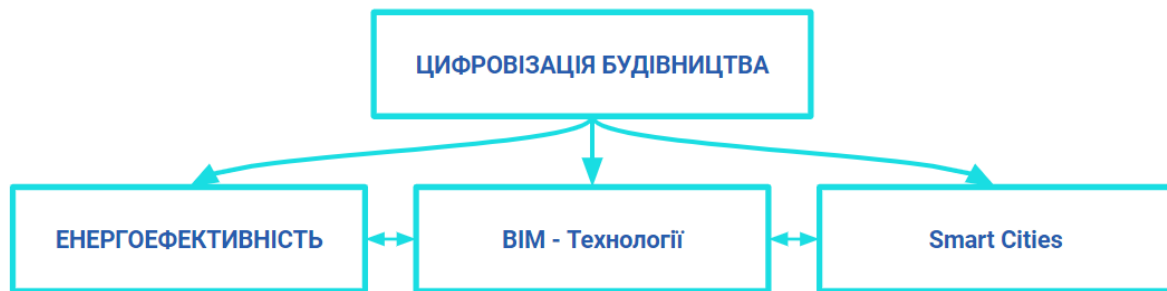 ЦИФРОВІЗАЦІЯ БУДІВНИЦТВА
ЕНЕРГОЕФЕКТИВНІСТЬ
BIM - Технології
Smart Cities